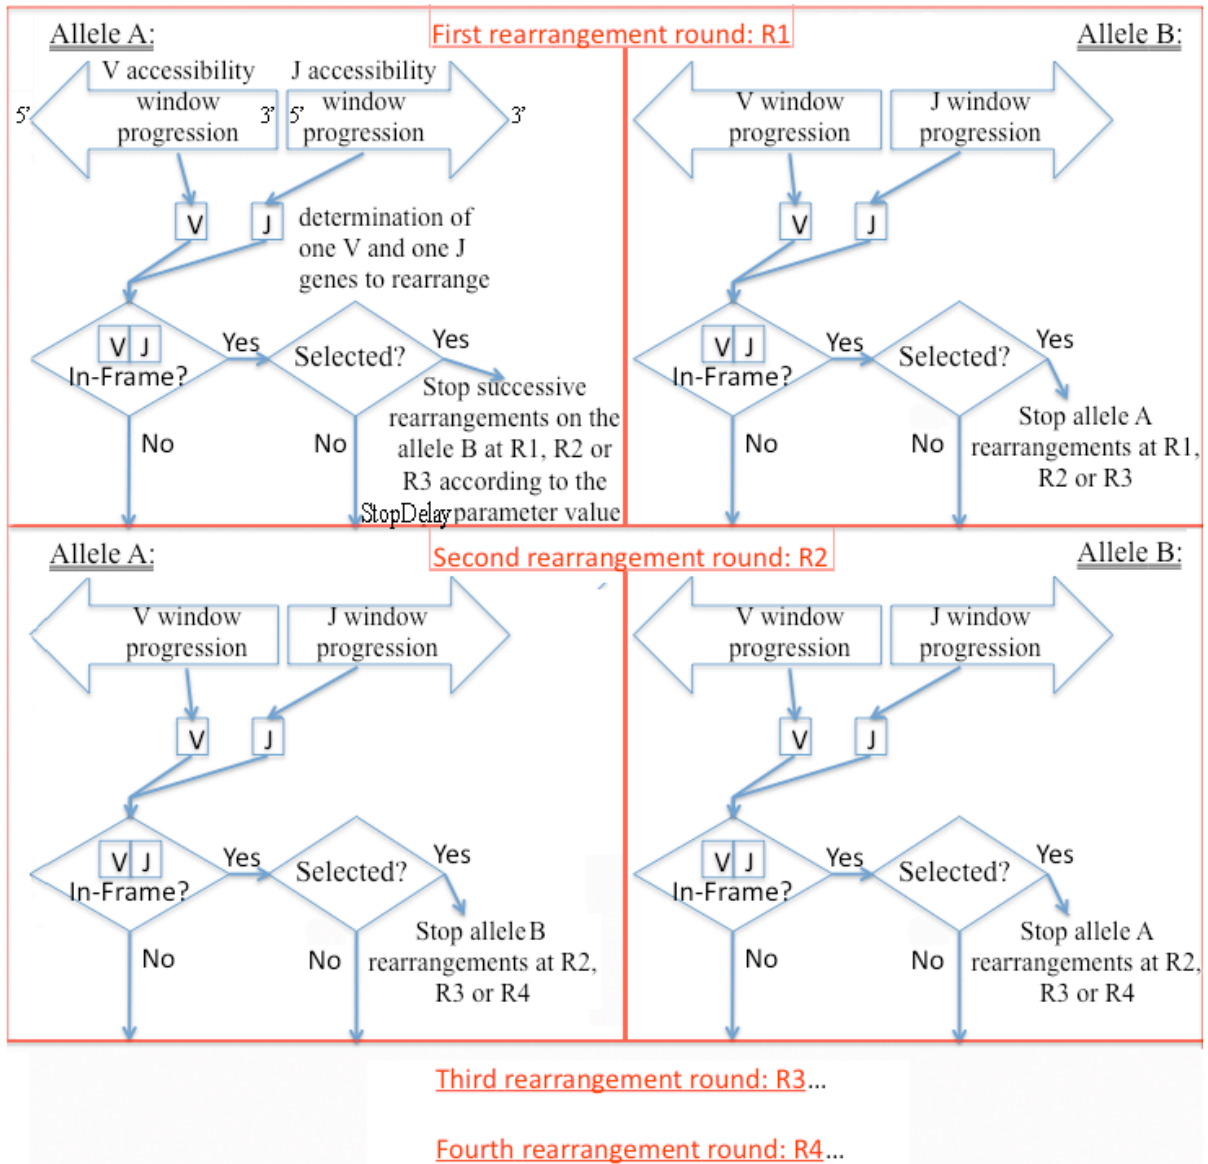 Allele A:
First rearrangement round: R1
Allele B:
V accessibility
window
progression
J accessibility
window
progression
5'
3'
5'
3'
V window
progression
J window
progression
V
J
determination of
one V and one J
genes to rearrange
V
J
V J
In-Frame?
Yes
Selected?
Yes
No
No
Stop successive
rearrangements on the
allele B at R1, R2 or
R3 according to the
StopDelay parameter value
V J
In-Frame?
Yes
Selected?
Yes
No
No
Stop allele A
rearrangements at R1,
R2 or R3
Allele A:
Second rearrangement round: R2
Allele B:
V window
progression
J window
progression
V window
progression
J window
progression
V
J
V
J
V J
In-Frame?
Yes
Selected?
Yes
No
No
Stop allele B
rearrangements at R2,
R3 or R4
V J
In-Frame?
Yes
Selected?
Yes
No
No
Stop allele A
rearrangements at R2,
R3 or R4
Third rearrangement round: R3...
Fourth rearrangement round: R4...